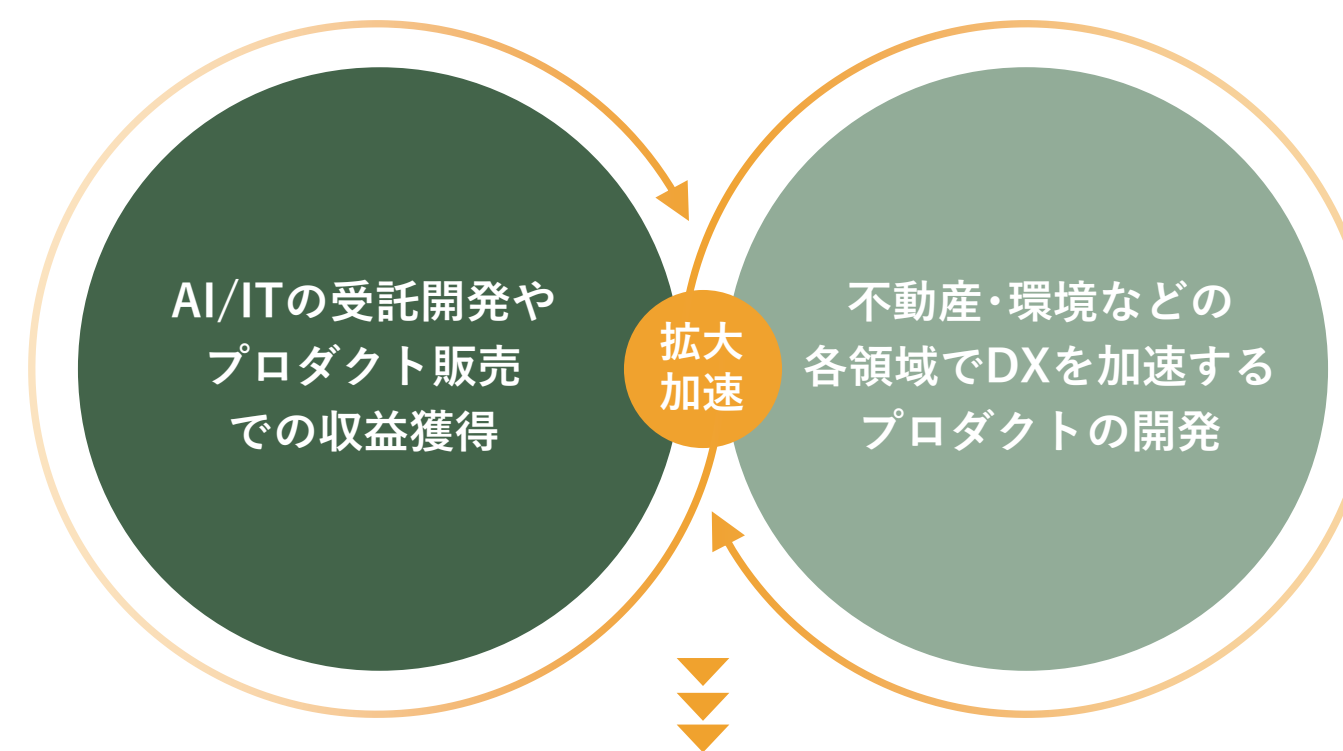 AI/ITの受託開発や
プロダクト販売
での収益獲得
拡大
加速
不動産・環境などの
各領域でDXを加速する
プロダクトの開発